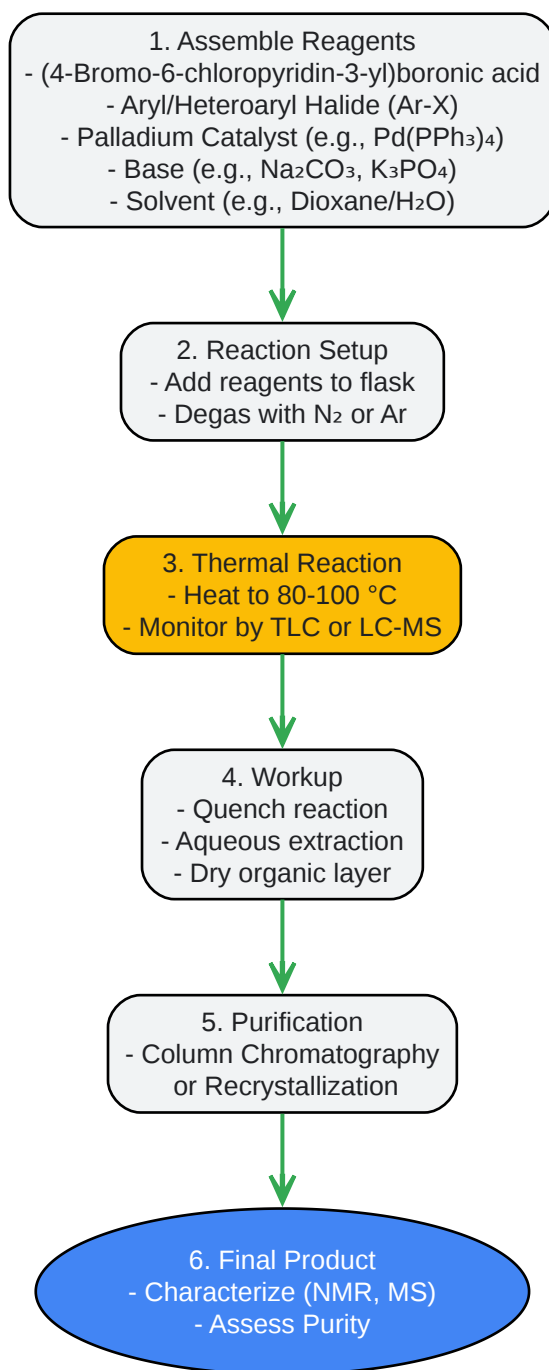 1. Assemble Reagents
- (4-Bromo-6-chloropyridin-3-yl)boronic acid
- Aryl/Heteroaryl Halide (Ar-X)
- Palladium Catalyst (e.g., Pd(PPh₃)₄)
- Base (e.g., Na₂CO₃, K₃PO₄)
- Solvent (e.g., Dioxane/H₂O)
2. Reaction Setup
- Add reagents to flask
- Degas with N₂ or Ar
3. Thermal Reaction
- Heat to 80-100 °C
- Monitor by TLC or LC-MS
4. Workup
- Quench reaction
- Aqueous extraction
- Dry organic layer
5. Purification
- Column Chromatography
or Recrystallization
6. Final Product
- Characterize (NMR, MS)
- Assess Purity